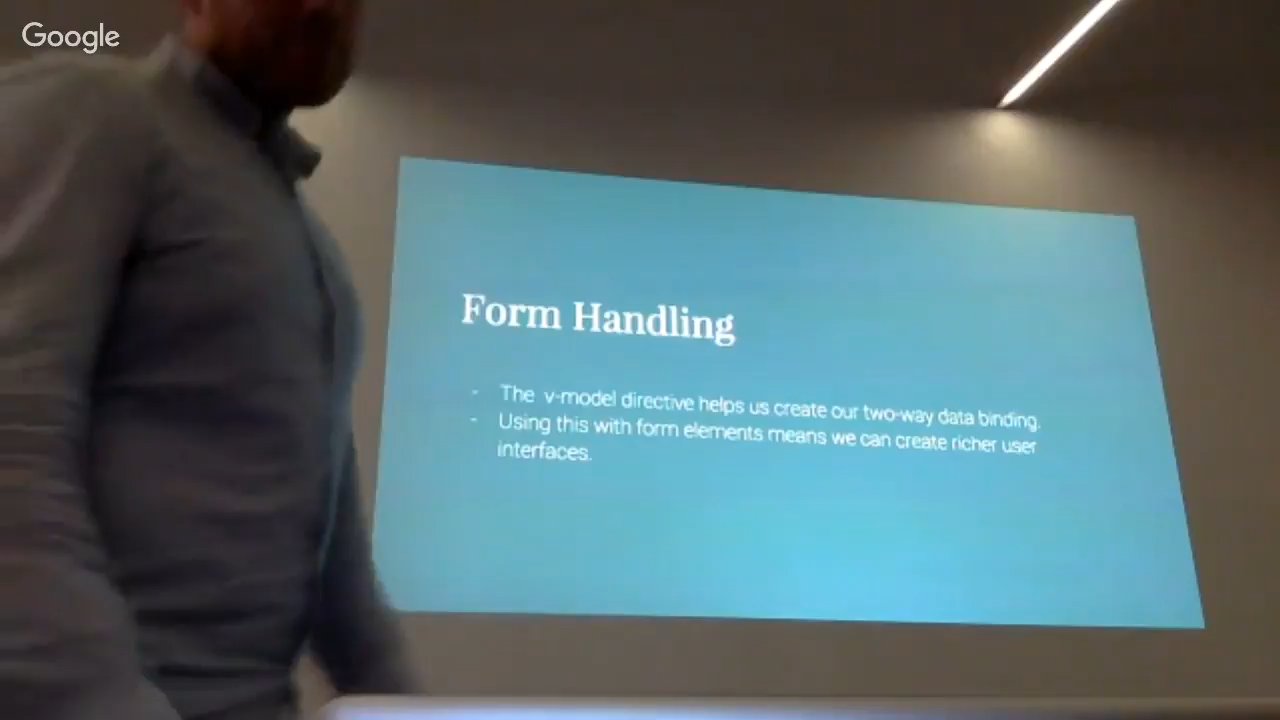 Google
Form Handling
- The v-model directive helps us create our two-way data binding.
- Using this with form elements means we can create richer user
interfaces.